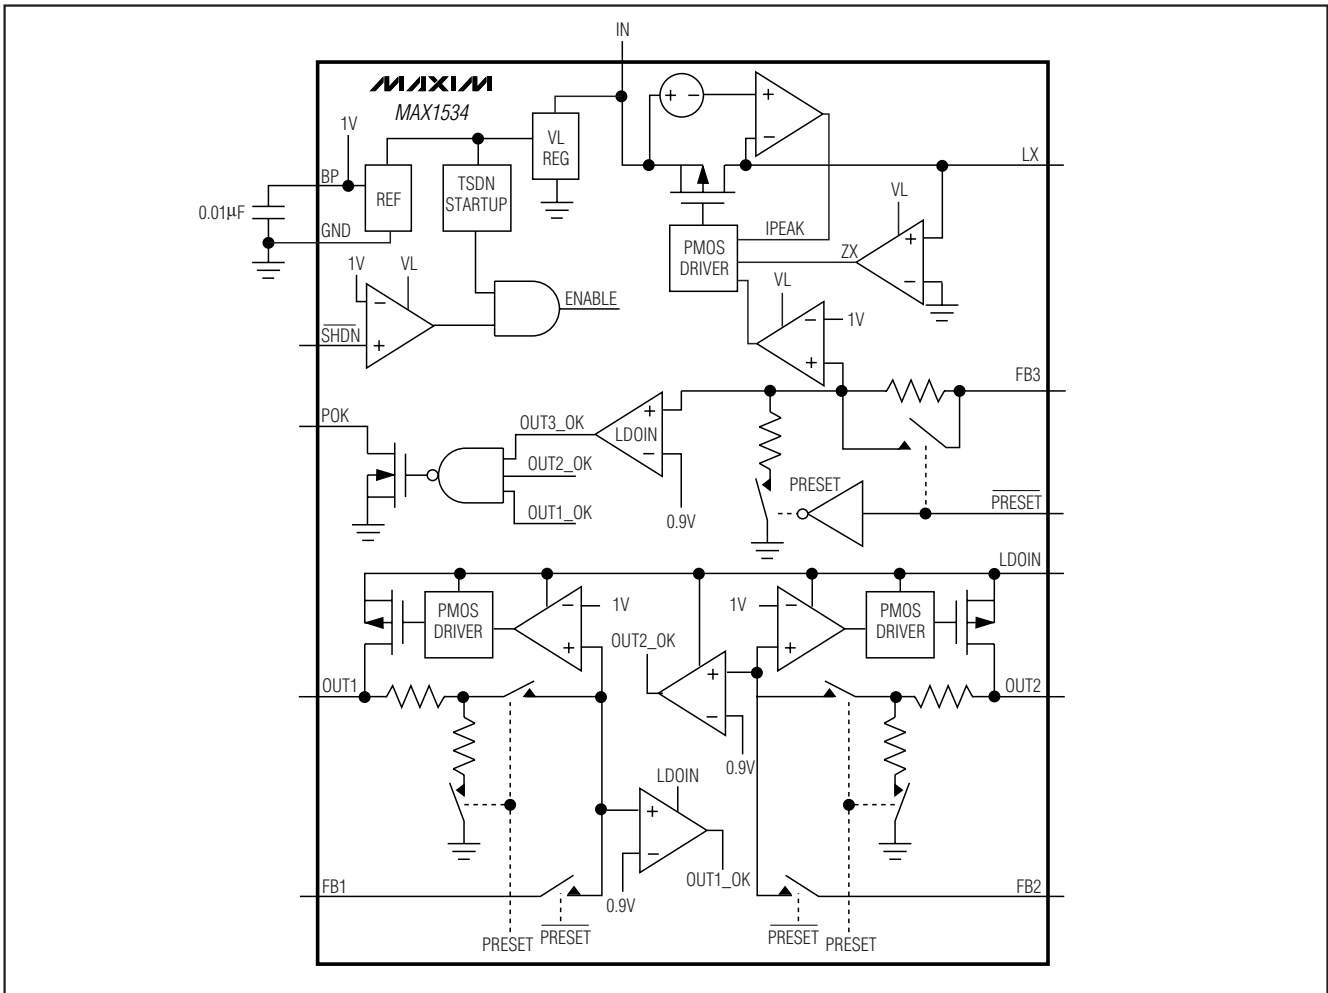 IN
MAXIM
MAX1534
1V
VL
REG
BP
REF
TSDN
STARTUP
0.01µF
GND
LX
VL
IPEAK
PMOS
DRIVER
ZX
+
−
+
−
+
−
1V
VL
ENABLE
SHDN
−
+
VL
−
1V
+
FB3
POK
OUT3_OK
LDOIN
+
−
OUT2_OK
OUT1_OK
0.9V
PRESET
PRESET
LDOIN
PMOS
DRIVER
−
1V
+
1V
−
+
PMOS
DRIVER
OUT2_OK
+
−
OUT1
OUT2
0.9V
LDOIN
+
−
OUT1_OK
FB1
0.9V
FB2
PRESET
PRESET
PRESET
PRESET